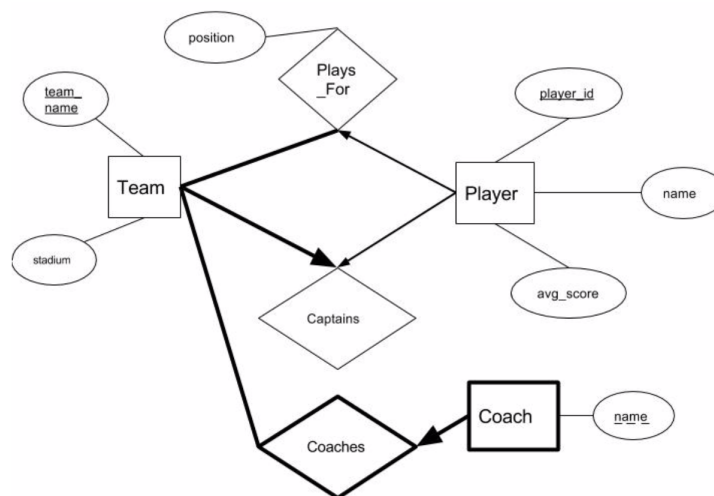 position
Plays
_For
team_
name
player_id
Team
Player
name
stadium
avg_score
Captains
Coach
name
Coaches